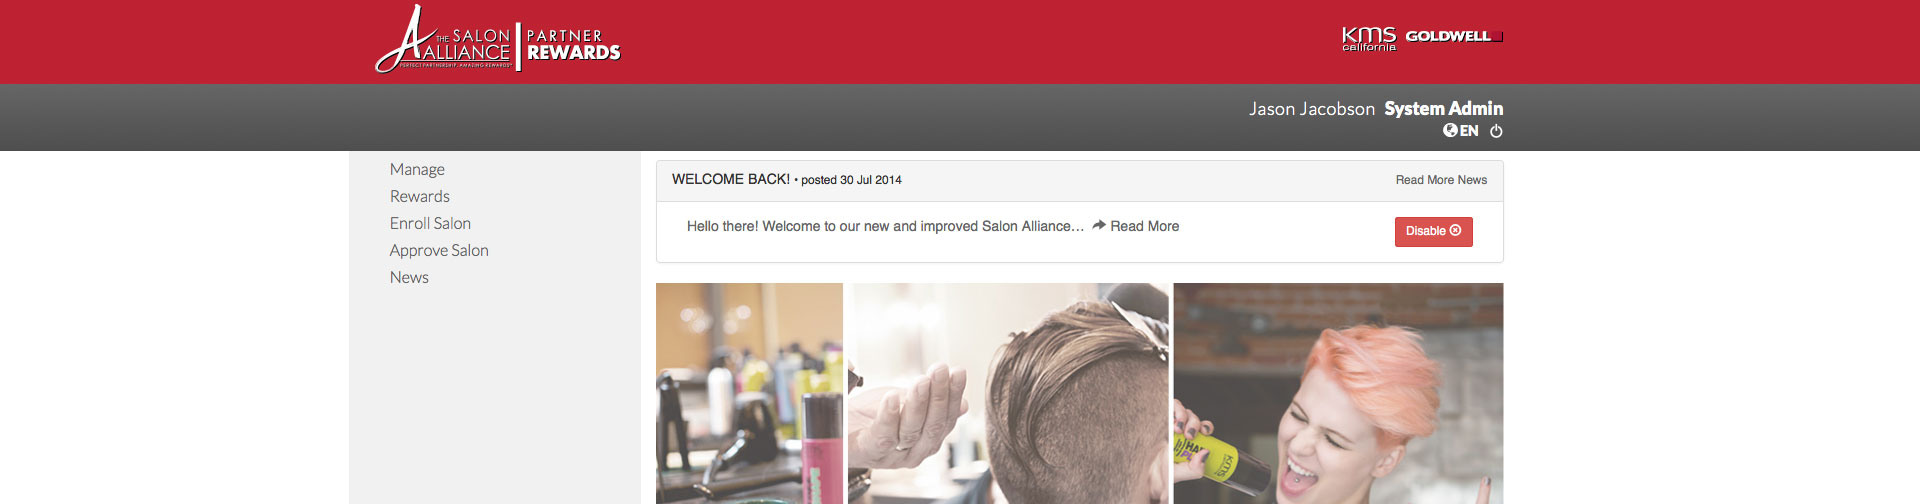 THE SALON
ALLIANCE
PERFECT PARTNERSHIP. AMAZING REWARDS
PARTNER
REWARDS
KMS
california
GOLDWELL
Jason Jacobson System Admin
EN
Manage
Rewards
Enroll Salon
Approve Salon
News
WELCOME BACK! • posted 30 Jul 2014
Read More News
Hello there! Welcome to our new and improved Salon Alliance… Read More
Disable
KMS